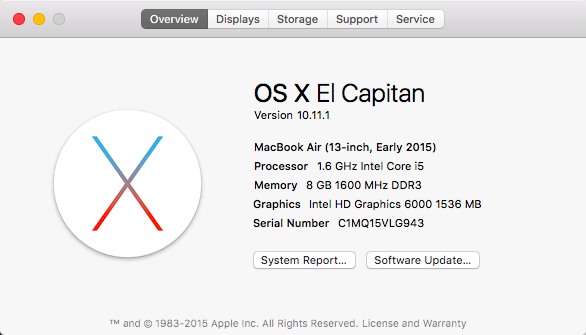 Overview Displays Storage Support Service
OS X El Capitan
Version 10.11.1
MacBook Air (13-inch, Early 2015)
Processor 1.6 GHz Intel Core i5
Memory 8 GB 1600 MHz DDR3
Graphics Intel HD Graphics 6000 1536 MB
Serial Number C1MQ15VLG943
System Report... Software Update...
™ and © 1983-2015 Apple Inc. All Rights Reserved. License and Warranty